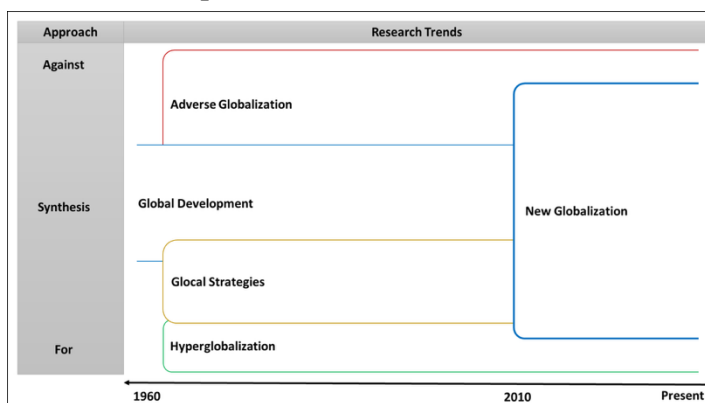 Approach Research Trends
Against
Adverse Globalization
Synthesis
Global Development
New Globalization
Glocal Strategies
For
Hyperglobalization
1960 2010 Present